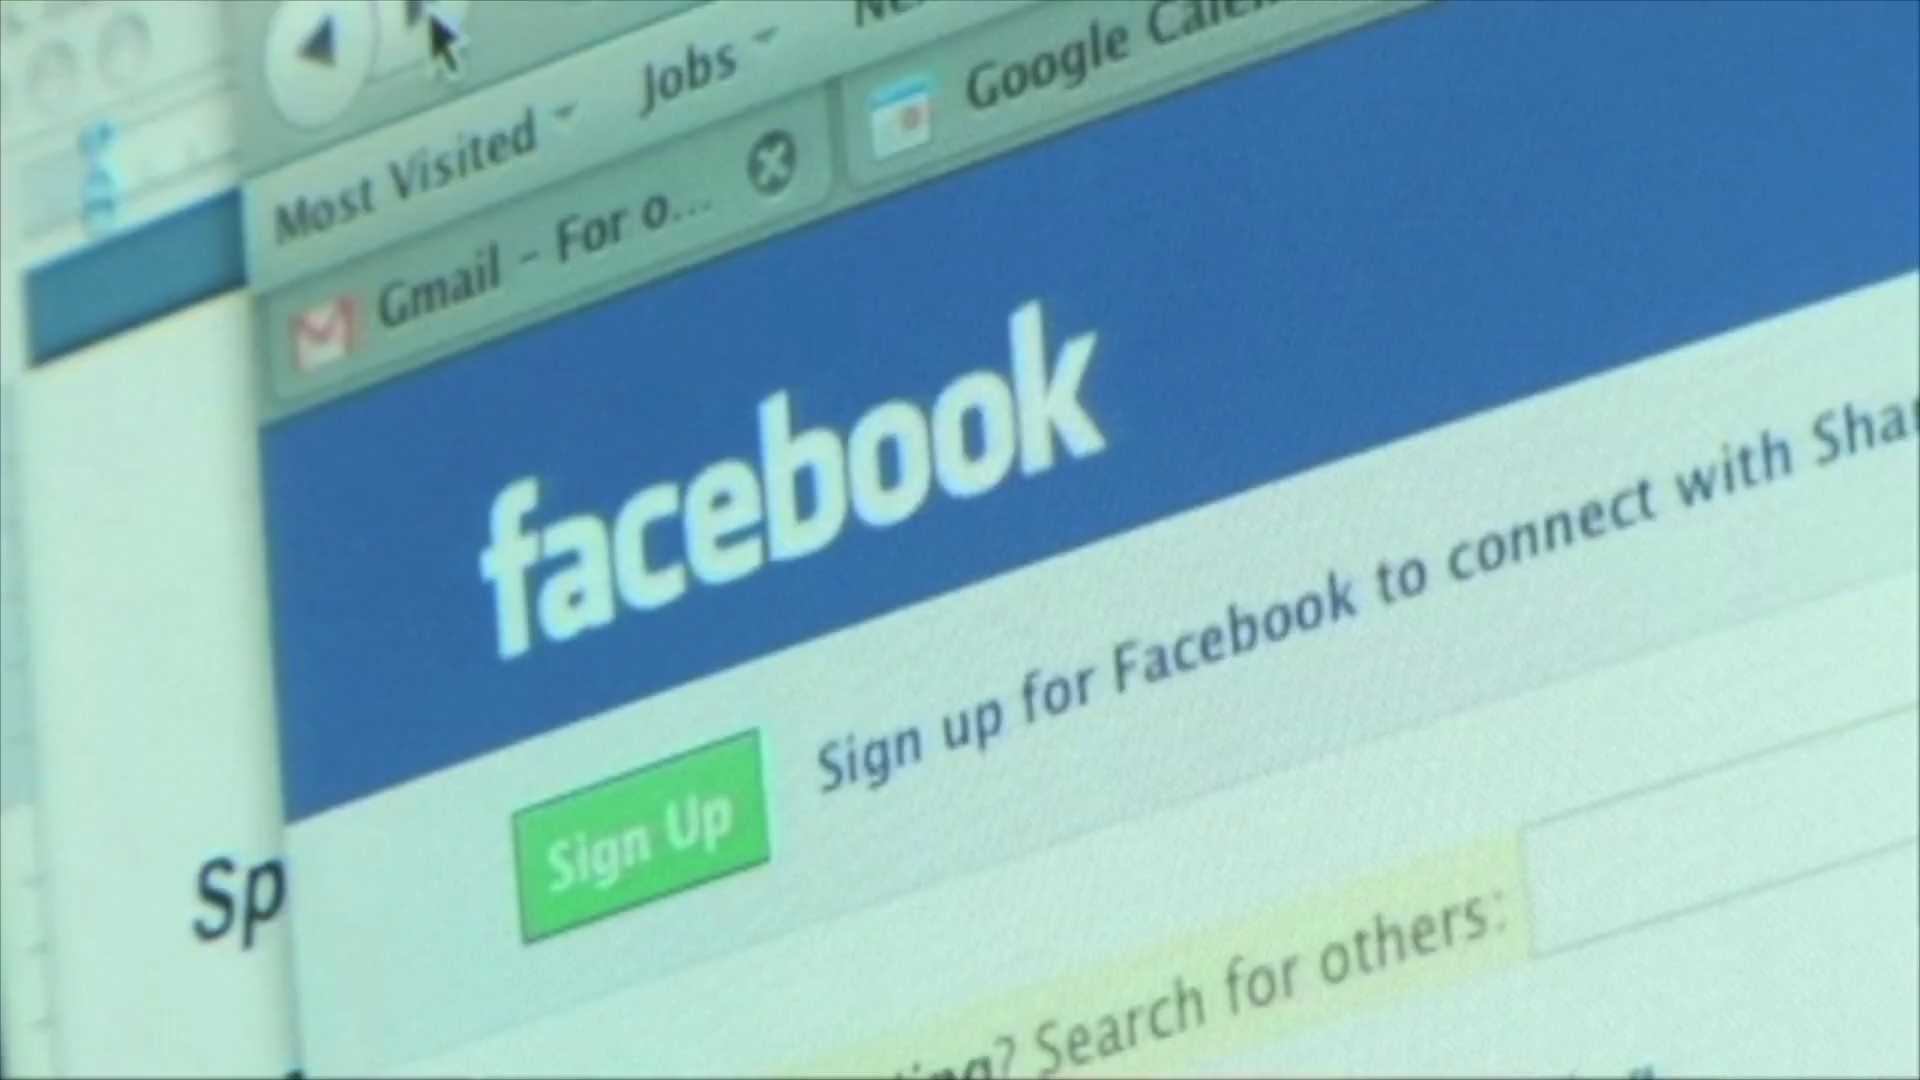 Most Visited Jobs
Gmail - For o... Google
facebook
Sign Up Sign up for Facebook to connect with
Sp
Search for others: